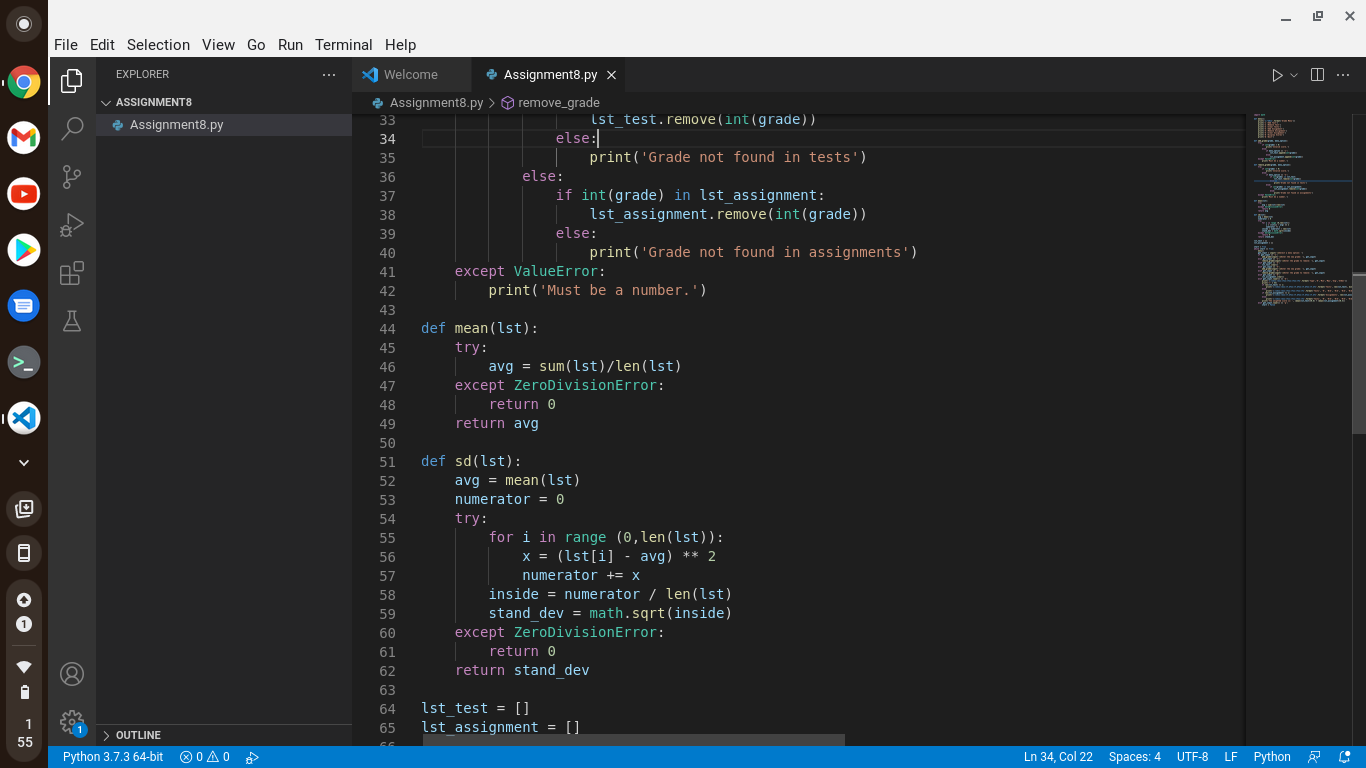 File Edit Selection View Go Run Terminal Help
EXPLORER
Welcome
Assignment8.py
ASSIGNMENT8
Assignment8.py
Assignment8.py > remove_grade
33 lst_test.remove(int(grade))
34 else:
35 print('Grade not found in tests')
36 else:
37 if int(grade) in lst_assignment:
38 lst_assignment.remove(int(grade))
39 else:
40 print('Grade not found in assignments')
41 except ValueError:
42 print('Must be a number.')
43
44 def mean(lst):
45 try:
46 avg = sum(lst)/len(lst)
47 except ZeroDivisionError:
48 return 0
49 return avg
50
51 def sd(lst):
52 avg = mean(lst)
53 numerator = 0
54 try:
55 for i in range (0,len(lst)):
56 x = (lst[i] - avg) ** 2
57 numerator += x
58 inside = numerator / len(lst)
59 stand_dev = math.sqrt(inside)
60 except ZeroDivisionError:
61 return 0
62 return stand_dev
63
64 lst_test = []
65 lst_assignment = []
OUTLINE
1
1
1
55
Python 3.7.3 64-bit 0 0 Ln 34, Col 22 Spaces: 4 UTF-8 LF Python